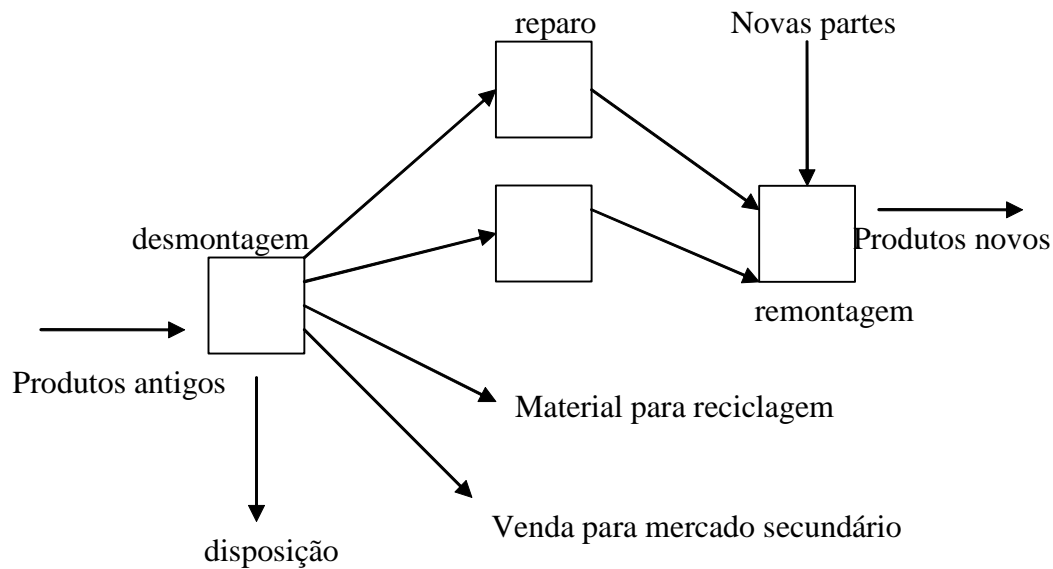 reparo
Novas partes
desmontagem
Produtos novos
remontagem
Produtos antigos
Material para reciclagem
Venda para mercado secundário
disposição